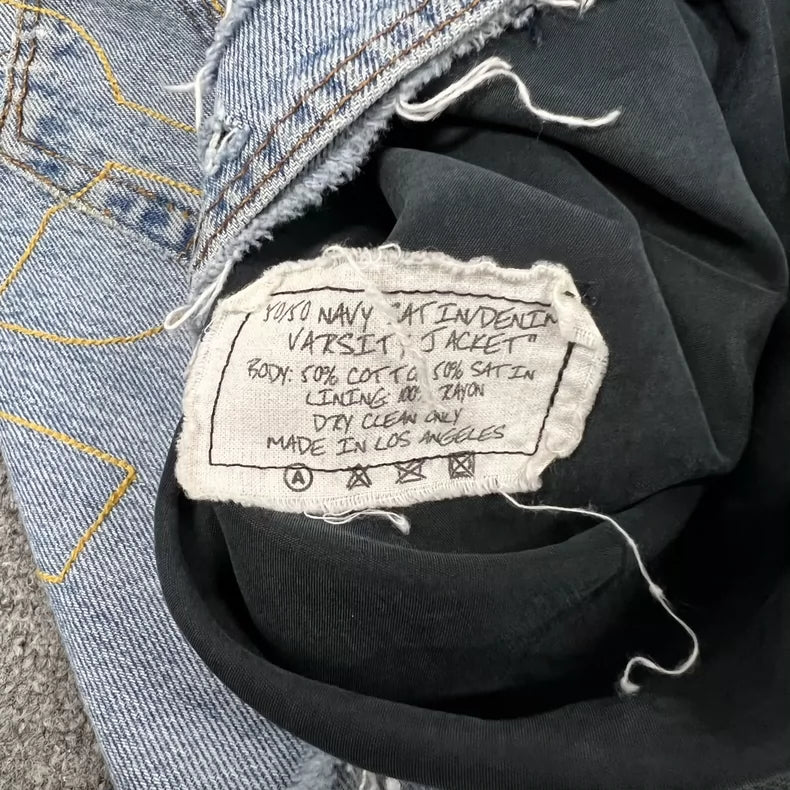 50/50 NAVY SATIN/DENIM
VARSITY JACKET"
BODY: 50% COTTO 50% SATIN
LINING: 100% RAYON
DRY CLEAN ONLY
MADE IN LOS ANGELES
A